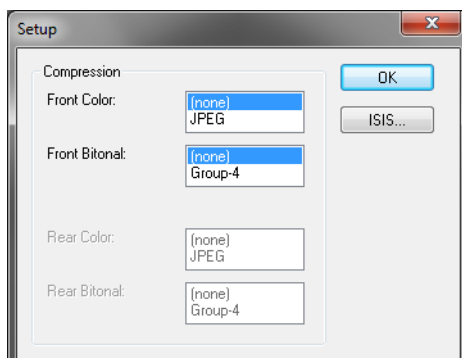 Setup
Compression
OK
Front Color:
(none)
JPEG
ISIS...
Front Bitonal:
(none)
Group-4
Rear Color:
(none)
JPEG
Rear Bitonal:
(none)
Group-4